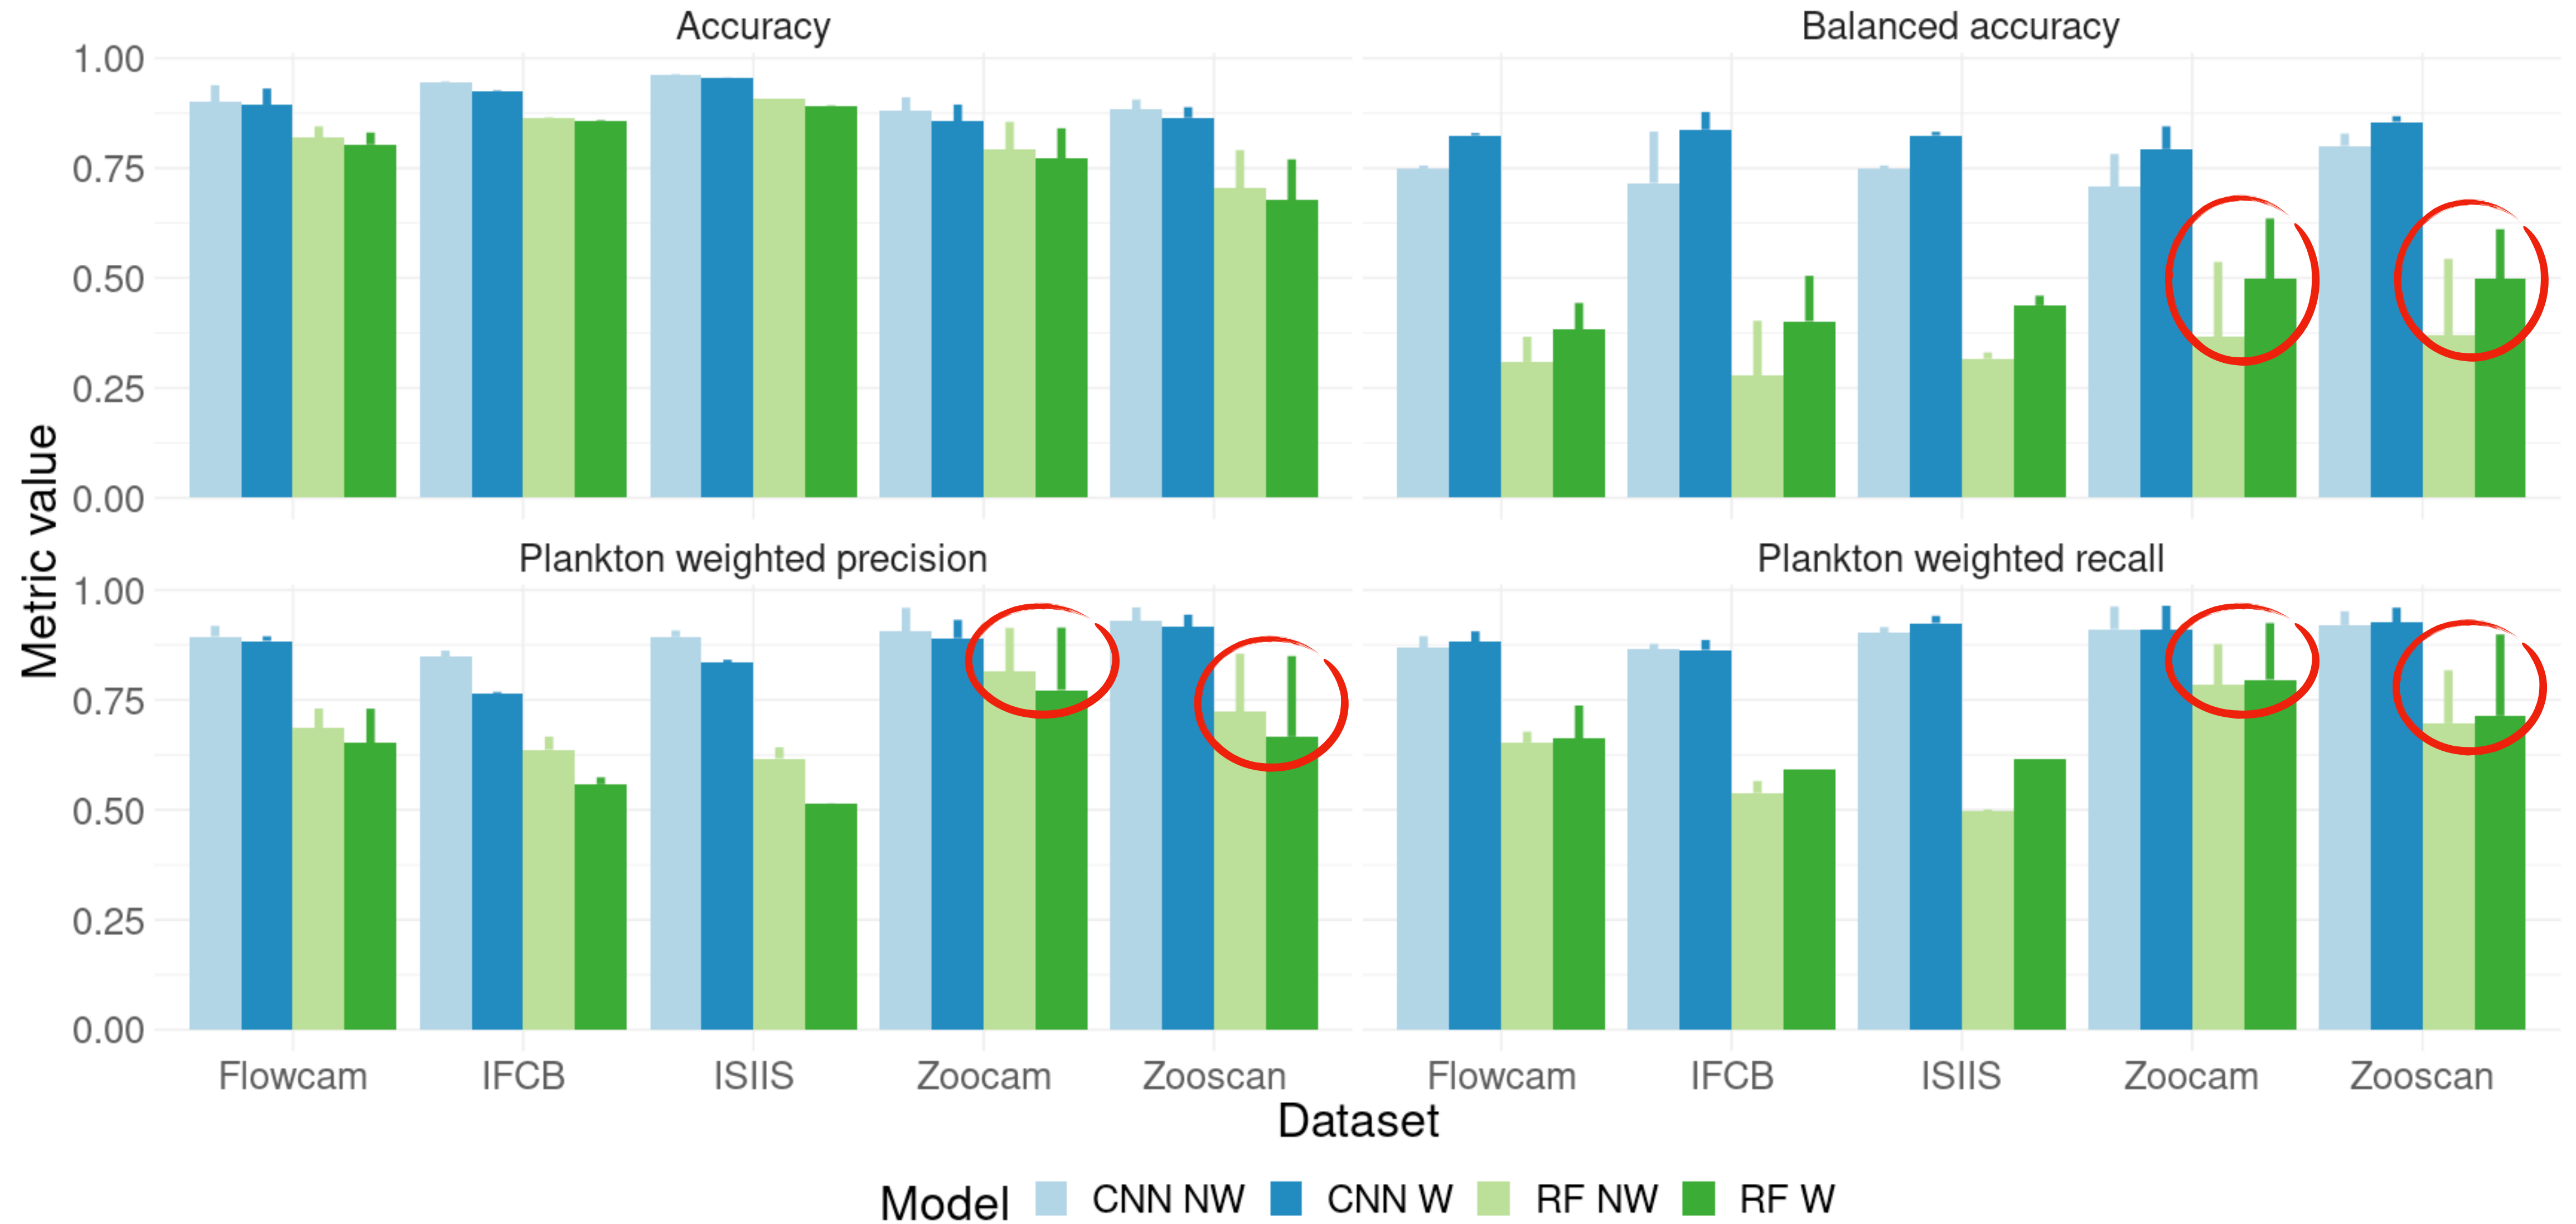 Accuracy
Balanced accuracy
1.00
0.75
0.50
0.25
0.00
Metric value
Plankton weighted precision
Plankton weighted recall
1.00
0.75
0.50
0.25
0.00
Flowcam IFCB ISIIS Zoocam Zooscan
Flowcam IFCB ISIIS Zoocam Zooscan
Dataset
Model CNN NW CNN W RF NW RF W